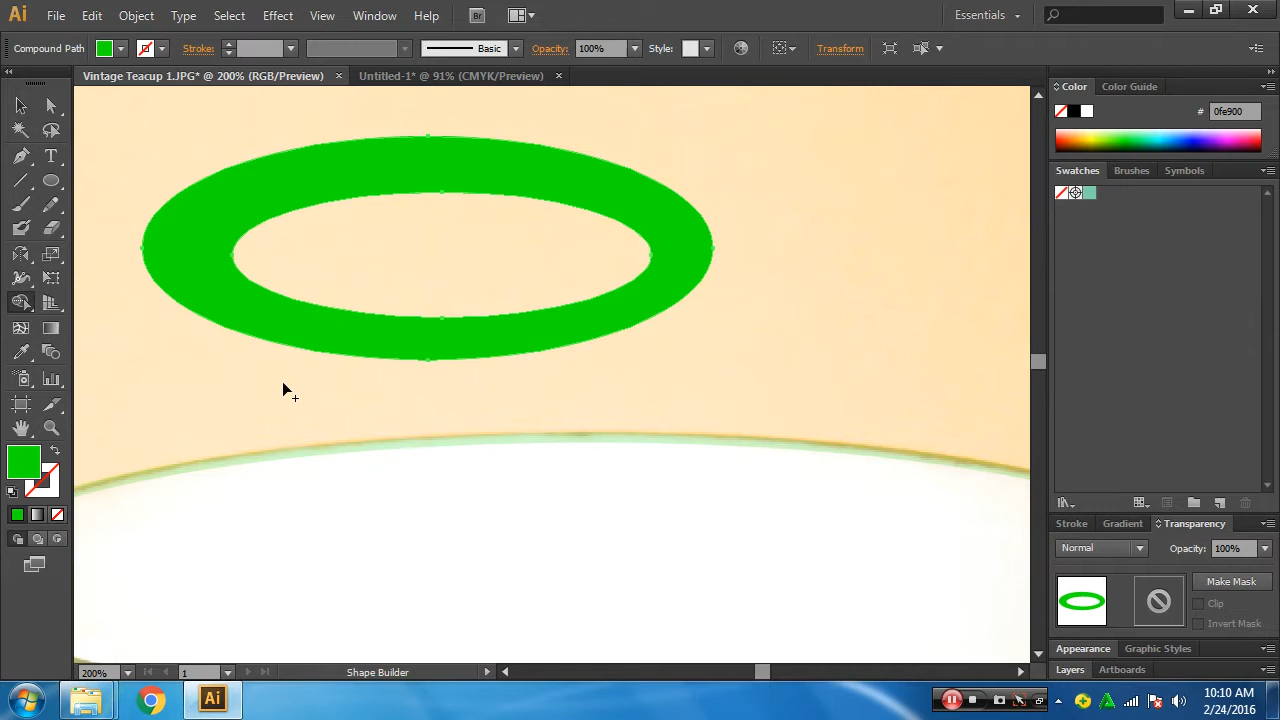 Ai File Edit Object Type Select Effect View Window Help Br Essentials
Compound Path Stroke: Basic Opacity: 100% Style: Transform
Vintage Teacup 1.JPG* @ 200% (RGB/Preview) × Untitled-1* @ 91% (CMYK/Preview) ×
Color Color Guide
# 0fe900
Swatches Brushes Symbols
T
Stroke Gradient Transparency
Normal Opacity: 100%
Make Mask
Clip
Invert Mask
Appearance Graphic Styles
Layers Artboards
200% 1 Shape Builder
Ai
10:10 AM
2/24/2016